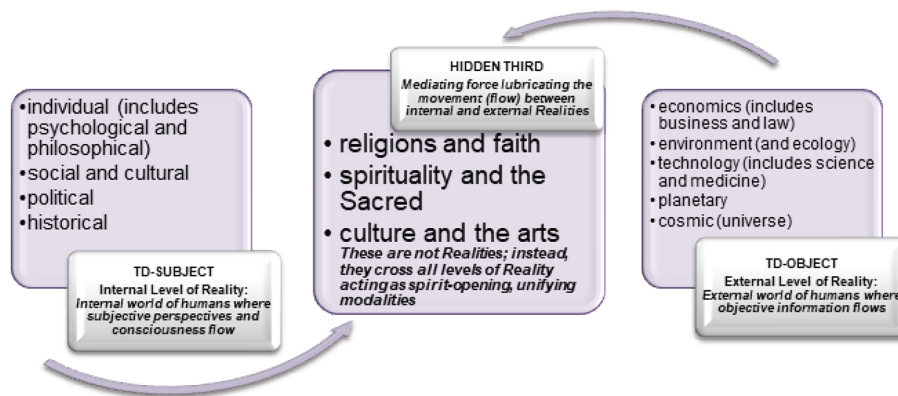 •individual (includes
psychological and
philosophical)
•social and cultural
•political
•historical
TD-SUBJECT
Internal Level of Reality:
Internal world of humans where
subjective perspectives and
consciousness flow
HIDDEN THIRD
Mediating force lubricating the
movement (flow) between
internal and external Realities
• religions and faith
• spirituality and the
Sacred
• culture and the arts
These are not Realities; instead,
they cross all levels of Reality
acting as spirit-opening, unifying
modalities
•economics (includes
business and law)
•environment (and ecology)
•technology (includes science
and medicine)
•planetary
•cosmic (universe)
TD-OBJECT
External Level of Reality:
External world of humans where
objective information flows